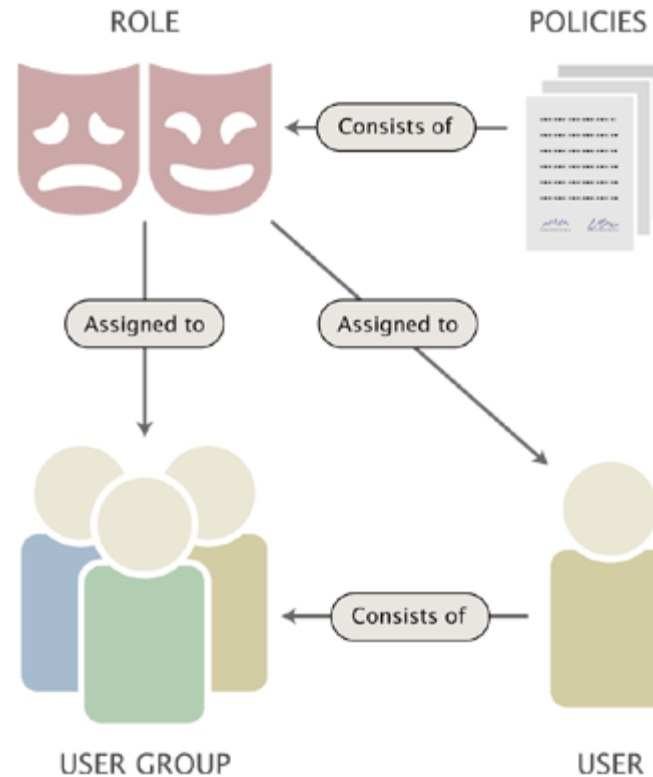 ROLE
POLICIES
Consists of
Assigned to
Assigned to
Consists of
USER GROUP
USER